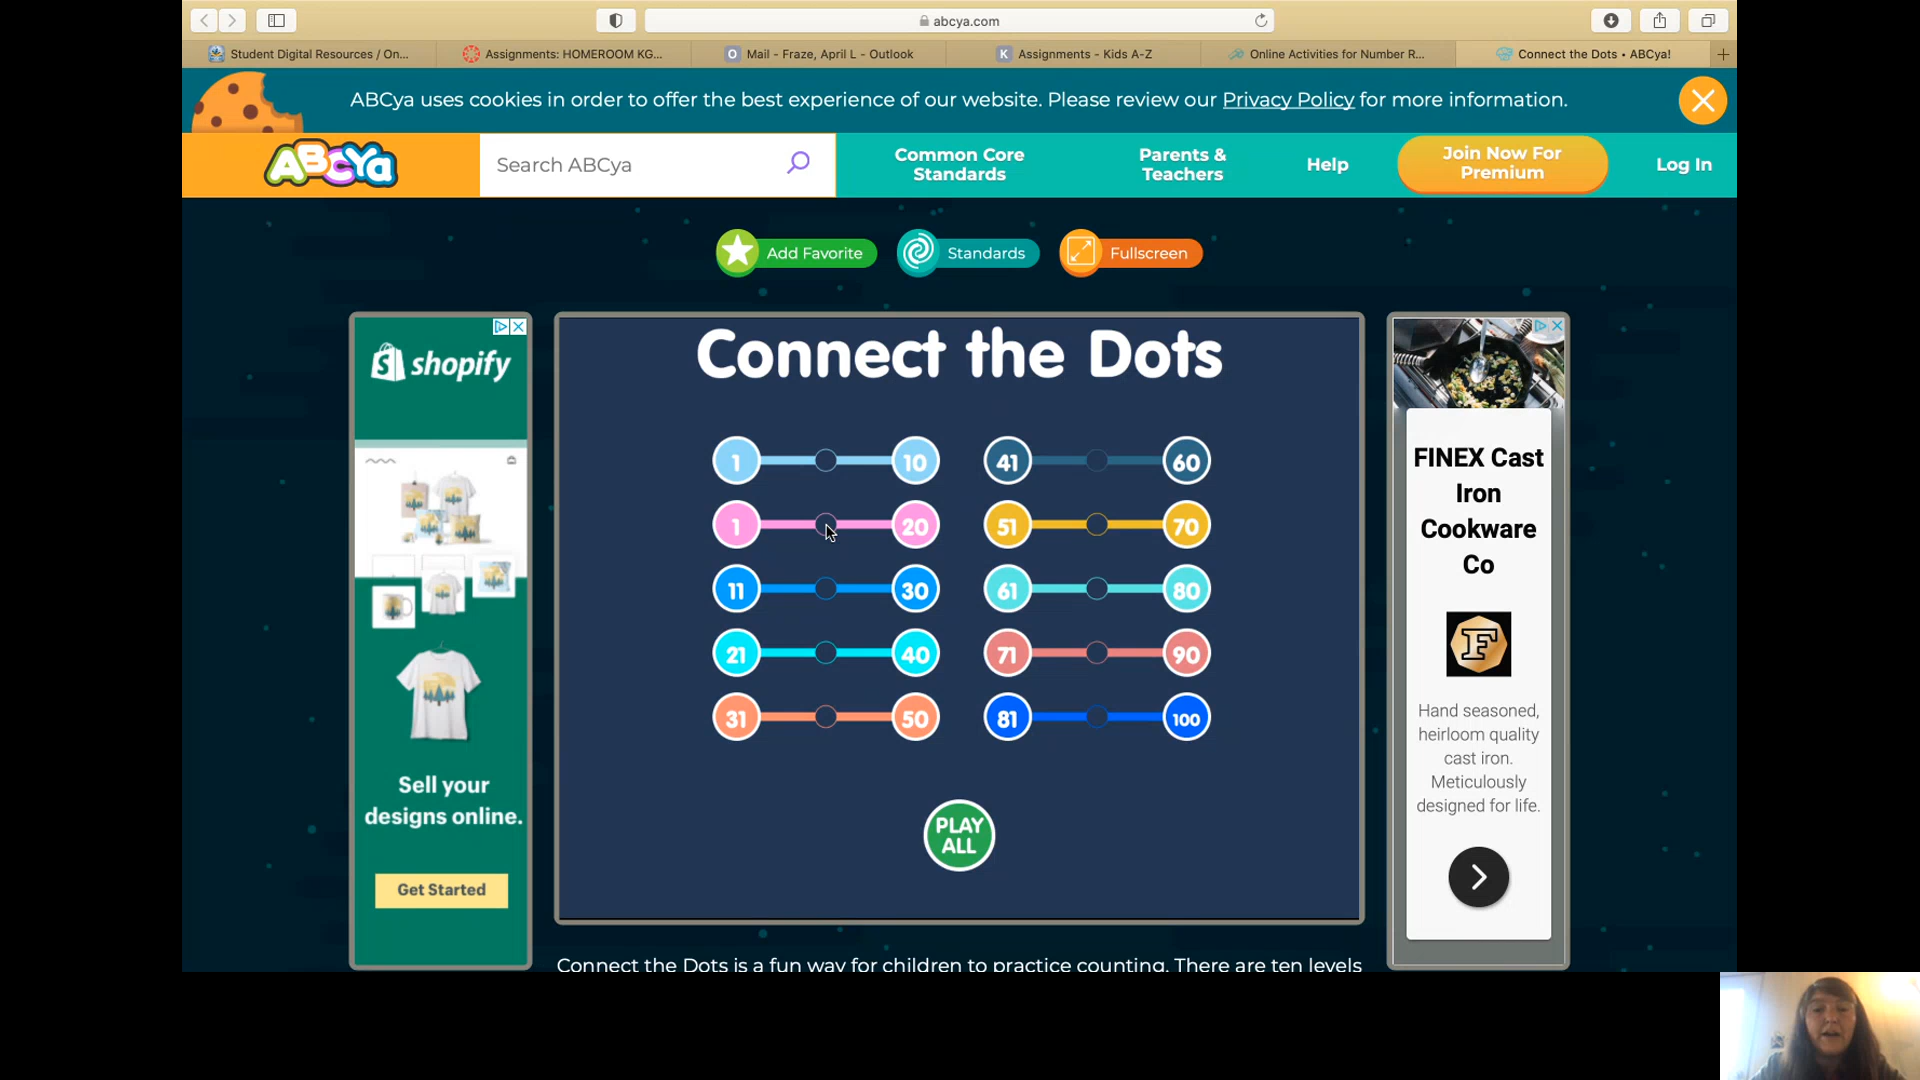 abcya.com
Student Digital Resources / On...
Assignments: HOMEROOM KG...
Mail - Fraze, April L - Outlook
Assignments - Kids A-Z
Online Activities for Number R...
Connect the Dots • ABCya!
ABCya uses cookies in order to offer the best experience of our website. Please review our Privacy Policy for more information.
ABCYa
Search ABCya
Common Core
Standards
Parents &
Teachers
Help
Join Now For
Premium
Log In
Add Favorite
Standards
Fullscreen
shopify
Sell your
designs online.
Get Started
Connect the Dots
1 10
41 60
1 20
51 70
11 30
61 80
21 40
71 90
31 50
81 100
PLAY
ALL
FINEX Cast
Iron
Cookware
Co
F
Hand seasoned,
heirloom quality
cast iron.
Meticulously
designed for life.
Connect the Dots is a fun way for children to practice counting. There are ten levels